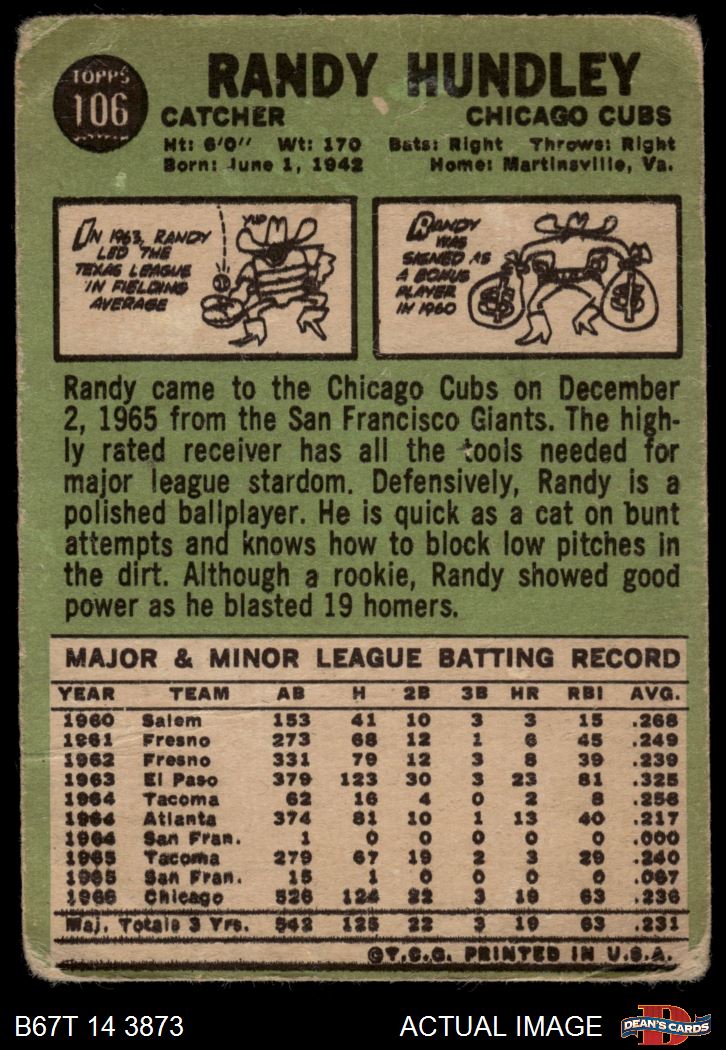 TOPPS
106
RANDY HUNDLEY
CATCHER CHICAGO CUBS
Ht: 6'0" Wt: 170 Bats: Right Throws: Right
Born: June 1, 1942 Home: Martinsville, Va.
IN 1963, RANDY
LED THE
TEXAS LEAGUE
IN FIELDING
AVERAGE
YUP
RANDY
WAS
SIGNED AS
A BONUS
PLAYER
IN 1960
$ $
Randy came to the Chicago Cubs on December
2, 1965 from the San Francisco Giants. The high-
ly rated receiver has all the tools needed for
major league stardom. Defensively, Randy is a
polished ballplayer. He is quick as a cat on bunt
attempts and knows how to block low pitches in
the dirt. Although a rookie, Randy showed good
power as he blasted 19 homers.
MAJOR & MINOR LEAGUE BATTING RECORD
YEAR TEAM AB H 2B 3B HR RBI AVG.
1960 Salem 153 41 10 3 3 15 .268
1961 Fresno 273 68 12 1 6 45 .249
1962 Fresno 331 79 12 3 8 39 .239
1963 El Paso 379 123 30 3 23 81 .325
1964 Tacoma 62 16 4 0 2 8 .258
1964 Atlanta 374 81 10 1 13 40 .217
1964 San Fran. 1 0 0 0 0 0 .000
1965 Tacoma 279 67 19 2 3 29 .240
1965 San Fran. 15 1 0 0 0 0 .067
1966 Chicago 526 124 22 3 19 63 .236
Maj. Totals 3 Yrs. 542 125 22 3 19 63 .231
©T.C.G. PRINTED IN U.S.A.
B67T 14 3873 ACTUAL IMAGE
D
DEAN'S CARDS